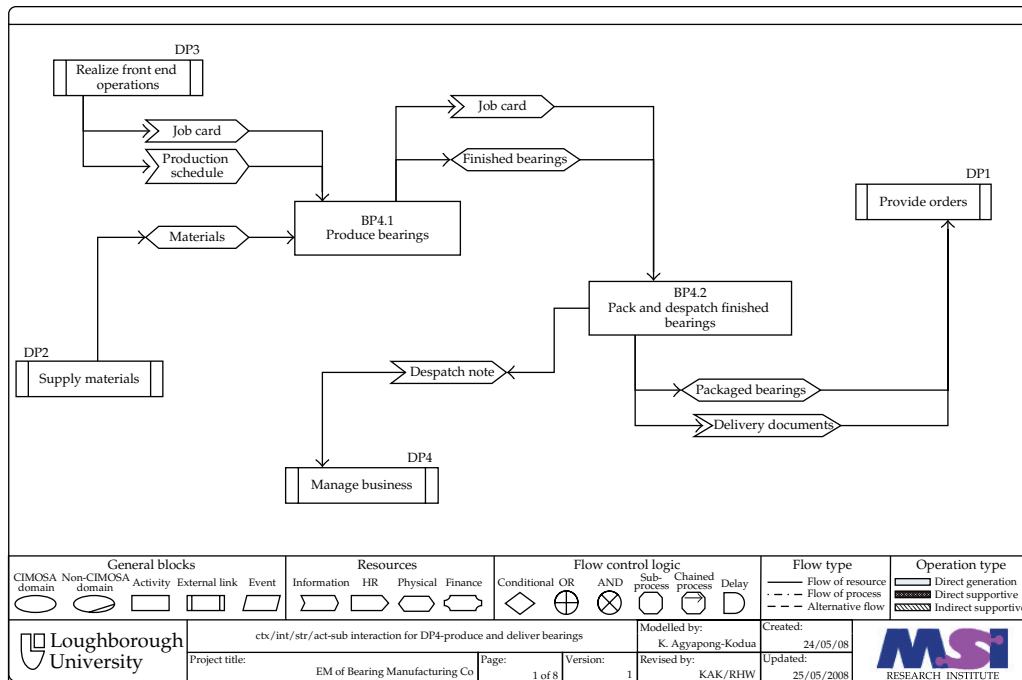 DP3
Realize front end
operations
Job card
Production
schedule
Job card
Finished bearings
DP1
Provide orders
BP4.1
Produce bearings
Materials
BP4.2
Pack and despatch finished
bearings
DP2
Supply materials
Despatch note
Packaged bearings
Delivery documents
DP4
Manage business
General blocks
CIMOSA
domain
Non-CIMOSA
domain
Activity
External link
Event
Resources
Information
HR
Physical
Finance
Flow control logic
Conditional
OR
AND
Sub-
process
Chained
process
Delay
Flow type
Flow of resource
Flow of process
Alternative flow
Operation type
Direct generation
Direct supportive
Indirect supportive
Loughborough
University
ctx/int/str/act-sub interaction for DP4-produce and deliver bearings
Modelled by:
K. Agyapong-Kodua
Created:
24/05/08
Project title:
EM of Bearing Manufacturing Co
Page:
1 of 8
Version:
1
Revised by:
KAK/RHW
Updated:
25/05/2008
MSI
RESEARCH INSTITUTE